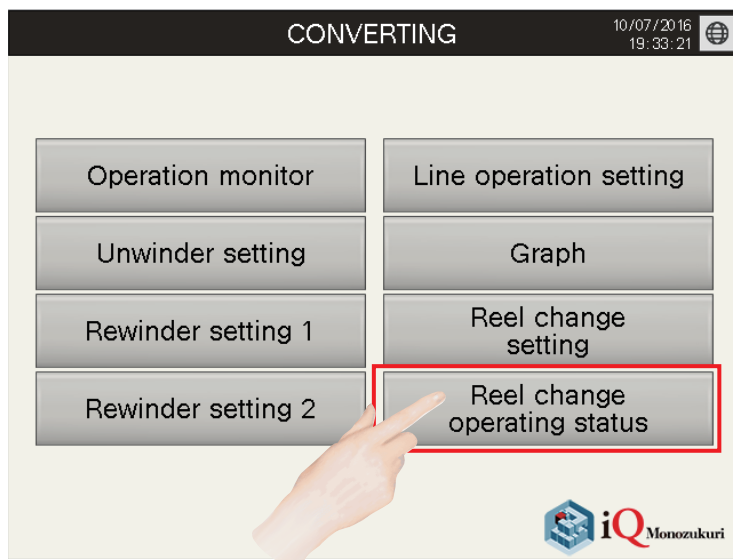 CONVERTING
10/07/2016
19:33:21
Operation monitor
Line operation setting
Unwinder setting
Graph
Rewinder setting 1
Reel change
setting
Rewinder setting 2
Reel change
operating status
iQ Monozukuri